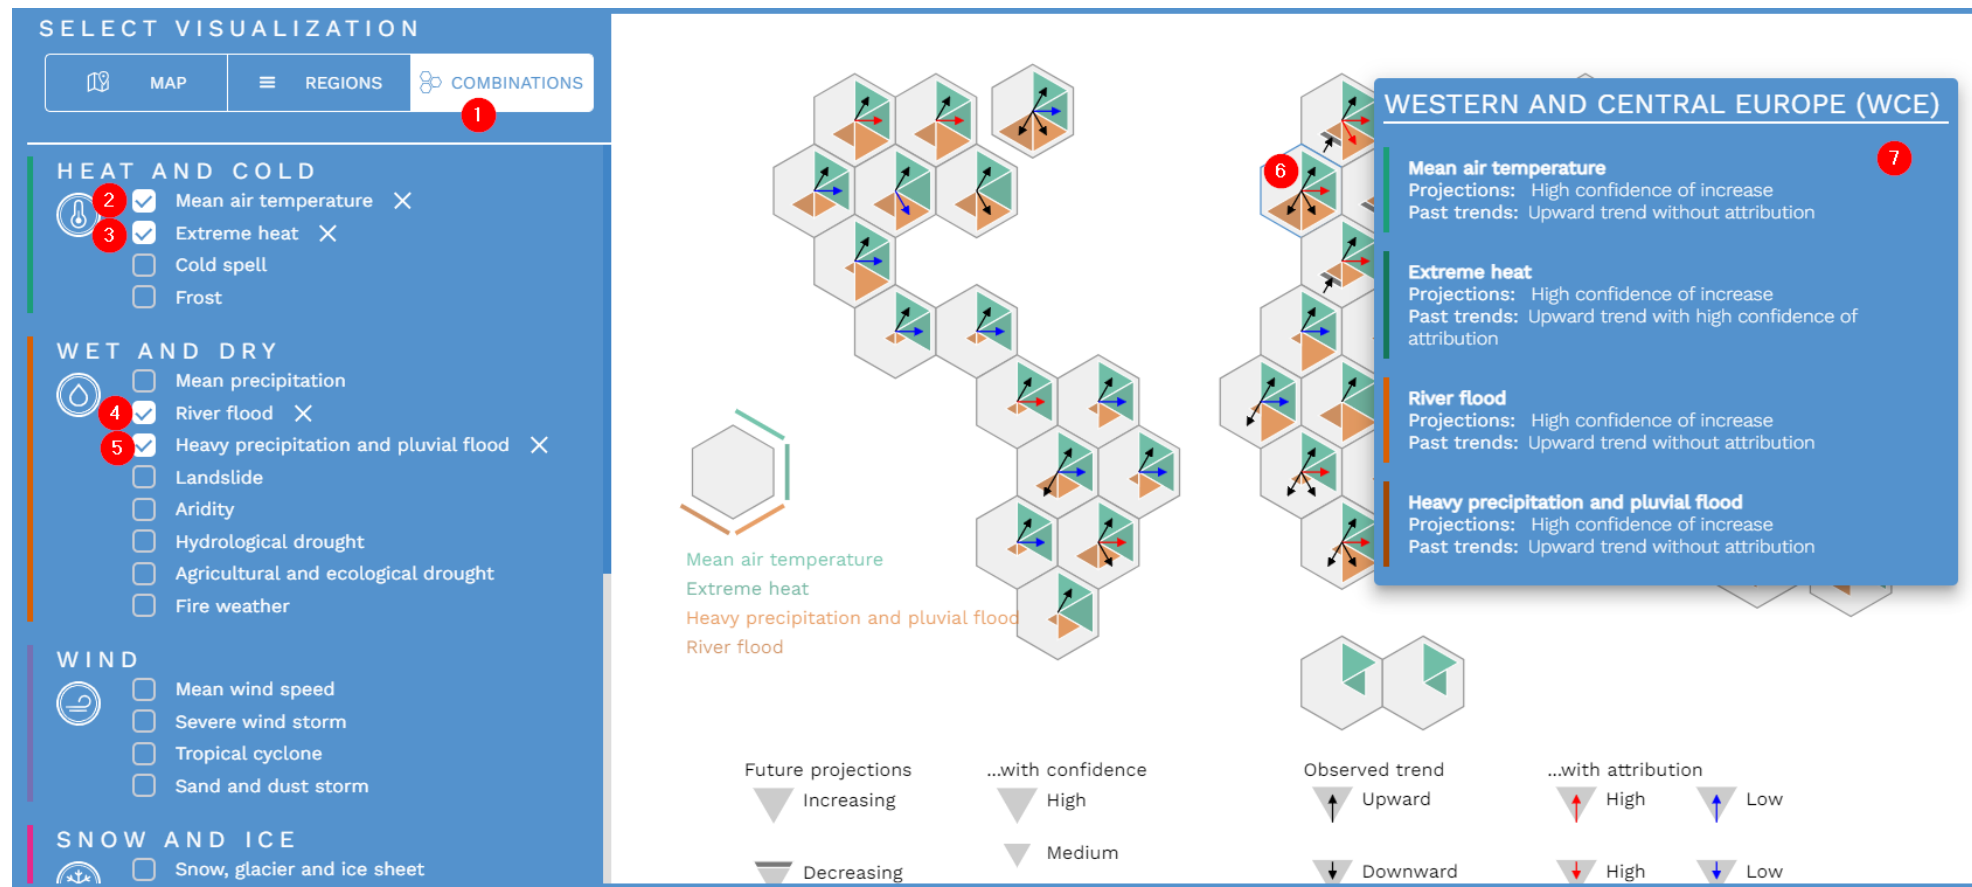 SELECT VISUALIZATION
MAP
REGIONS
COMBINATIONS
1
HEAT AND COLD
2
Mean air temperature
3
Extreme heat
Cold spell
Frost
WET AND DRY
Mean precipitation
4
River flood
5
Heavy precipitation and pluvial flood
Landslide
Aridity
Hydrological drought
Agricultural and ecological drought
Fire weather
WIND
Mean wind speed
Severe wind storm
Tropical cyclone
Sand and dust storm
SNOW AND ICE
Snow, glacier and ice sheet
Mean air temperature
Extreme heat
Heavy precipitation and pluvial flood
River flood
6
WESTERN AND CENTRAL EUROPE (WCE)
7
Mean air temperature
Projections: High confidence of increase
Past trends: Upward trend without attribution
Extreme heat
Projections: High confidence of increase
Past trends: Upward trend with high confidence of
attribution
River flood
Projections: High confidence of increase
Past trends: Upward trend without attribution
Heavy precipitation and pluvial flood
Projections: High confidence of increase
Past trends: Upward trend without attribution
Future projections
Increasing
Decreasing
...with confidence
High
Medium
Observed trend
Upward
Downward
...with attribution
High
Low
High
Low